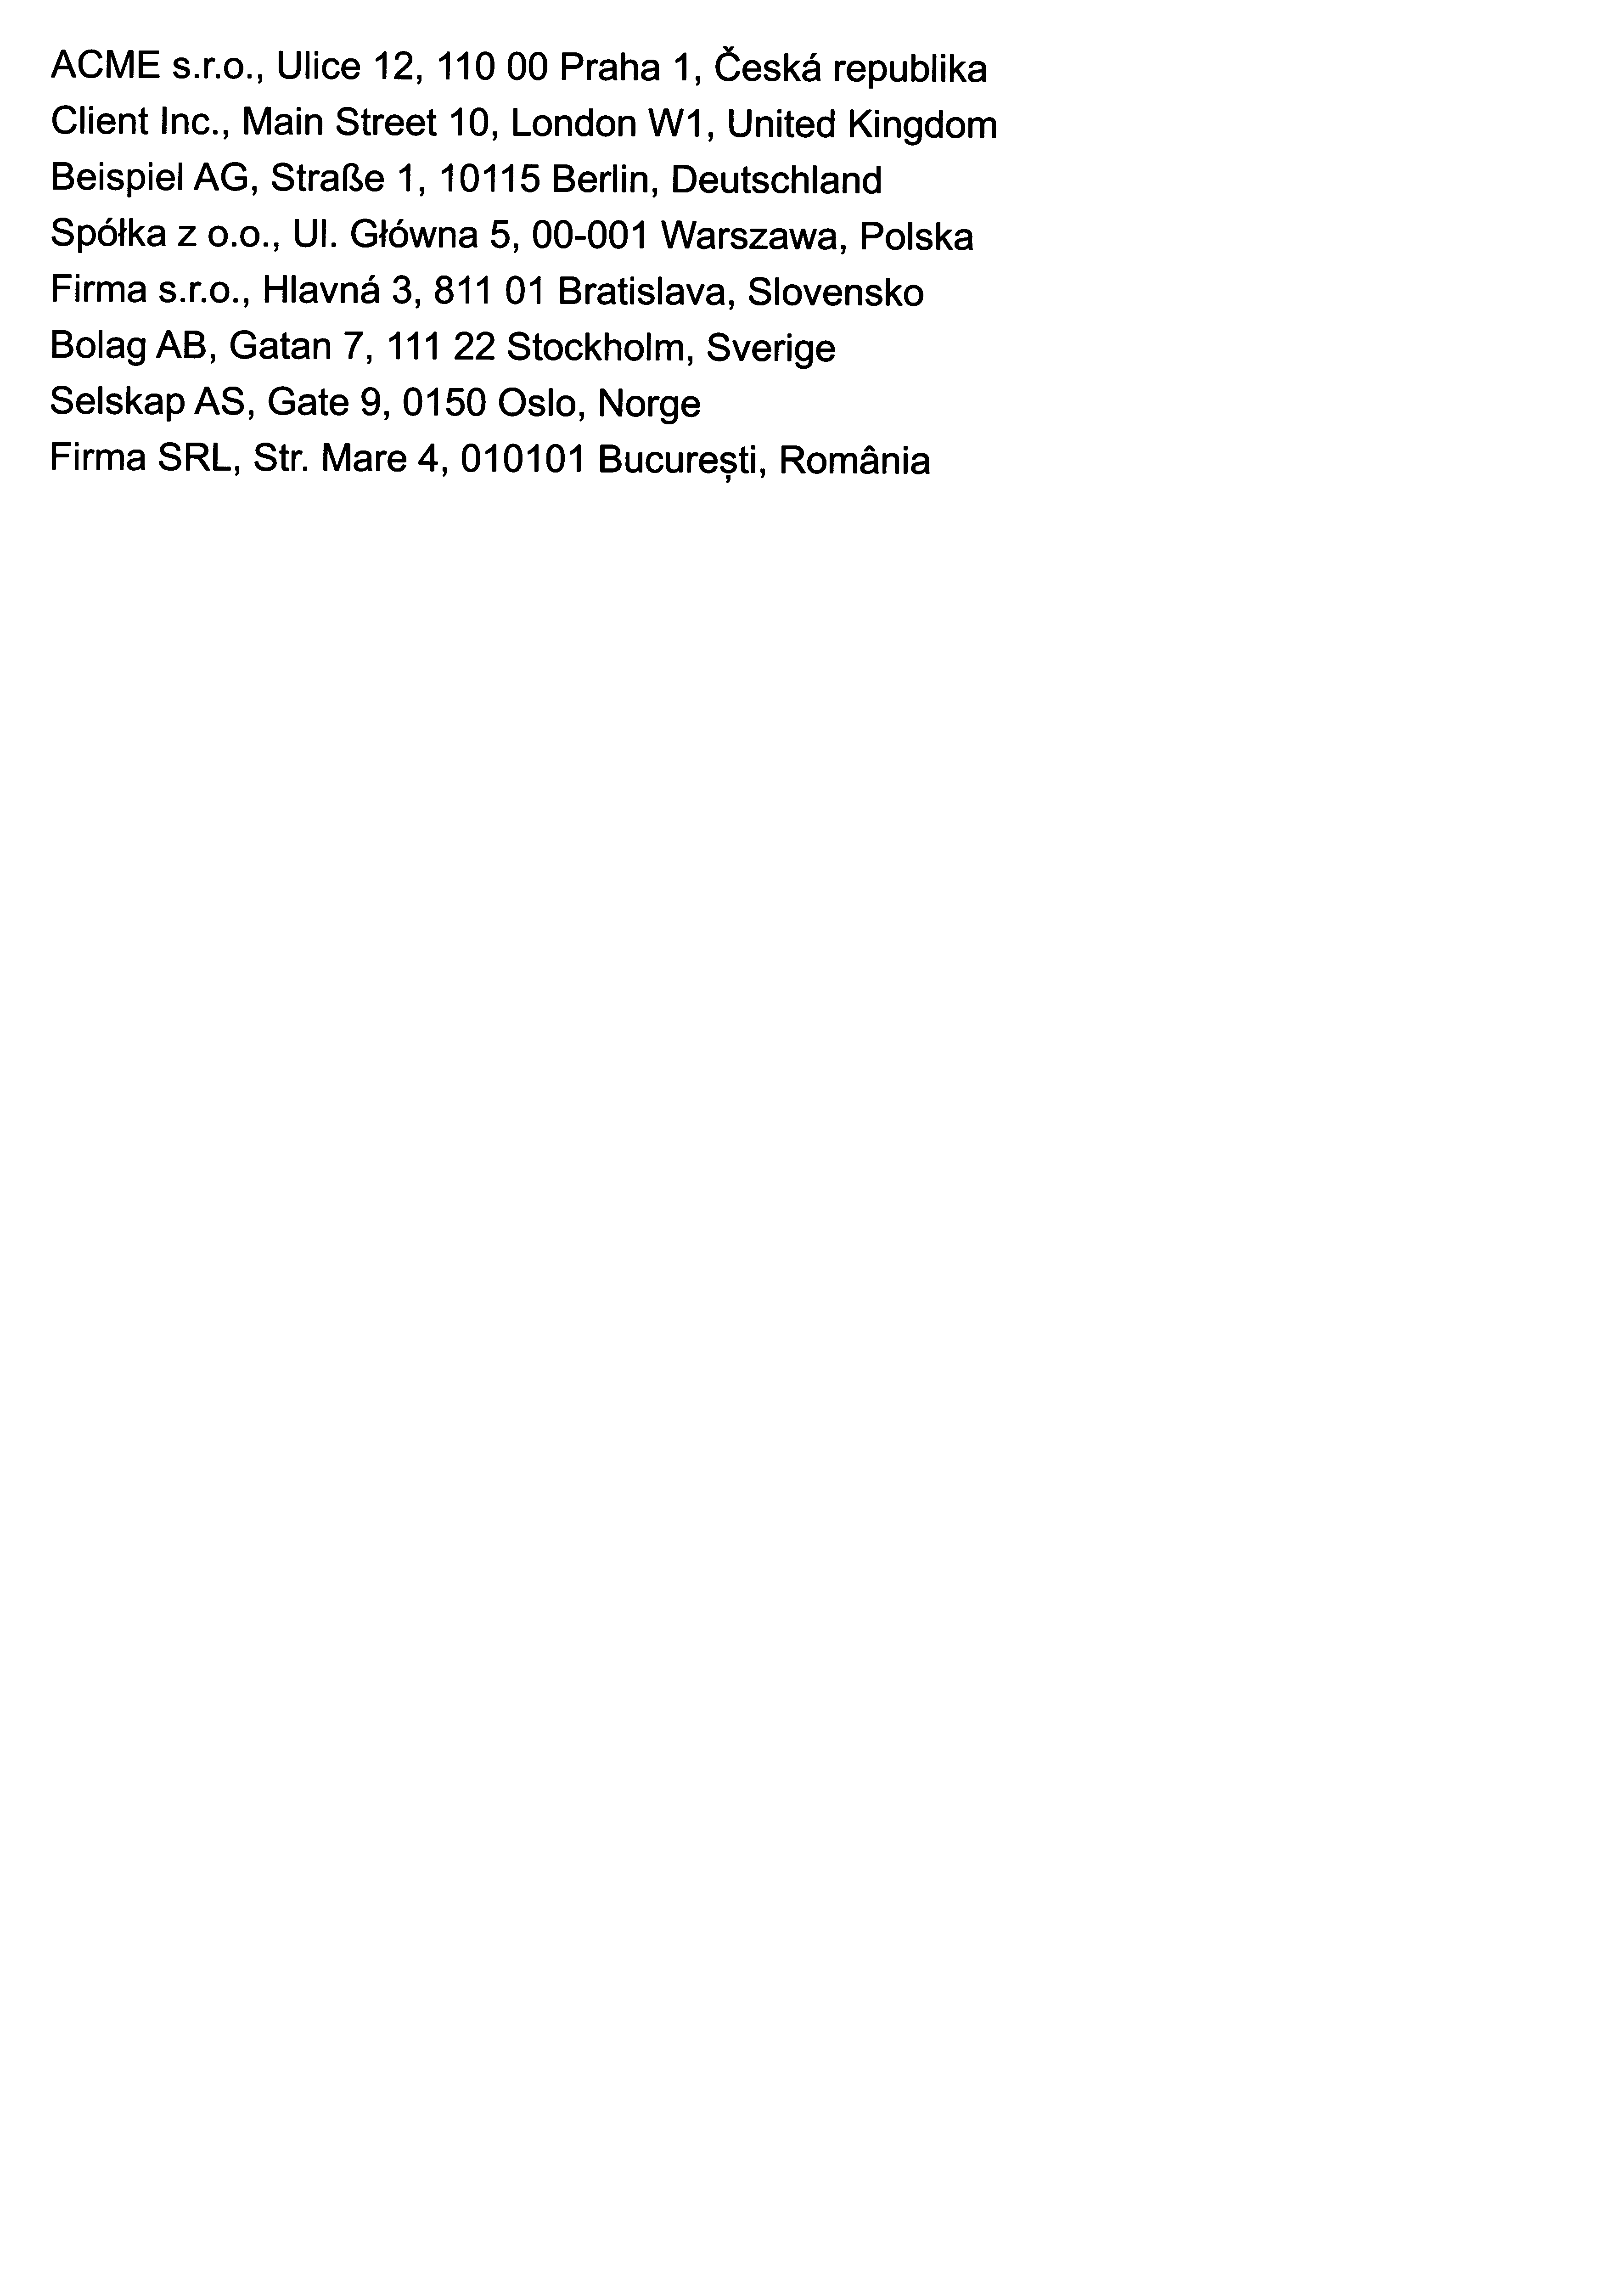 ACME s.r.o., Ulice 12, 110 00 Praha 1, Česká republika
Client Inc., Main Street 10, London W1, United Kingdom
Beispiel AG, Straße 1, 10115 Berlin, Deutschland
Spółka z o.o., Ul. Główna 5, 00-001 Warszawa, Polska
Firma s.r.o., Hlavná 3, 811 01 Bratislava, Slovensko
Bolag AB, Gatan 7, 111 22 Stockholm, Sverige
Selskap AS, Gate 9, 0150 Oslo, Norge
Firma SRL, Str. Mare 4, 010101 București, România